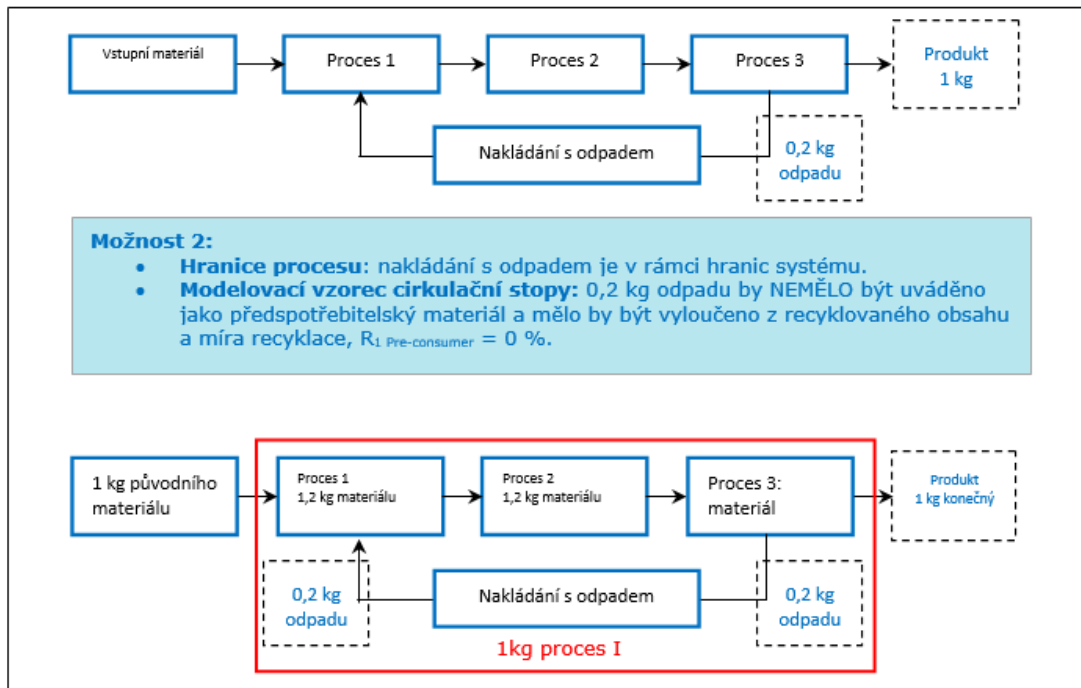 Vstupní materiál
Proces 1
Proces 2
Proces 3
Produkt
1 kg
Nakládání s odpadem
0,2 kg
odpadu
Možnost 2:
• Hranice procesu: nakládání s odpadem je v rámci hranic systému.
• Modelovací vzorec cirkulační stopy: 0,2 kg odpadu by NEMĚLO být uváděno
jako předspotřebitelský materiál a mělo by být vyloučeno z recyklovaného obsahu
a míra recyklace, R1 Pre-consumer = 0 %.
1 kg původního
materiálu
Proces 1
1,2 kg materiálu
Proces 2
1,2 kg materiálu
Proces 3:
materiál
Produkt
1 kg konečný
0,2 kg
odpadu
Nakládání s odpadem
0,2 kg
odpadu
1kg proces I